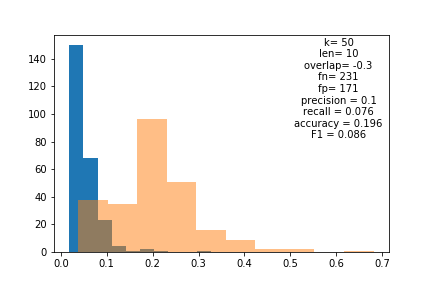 k= 50
len= 10
overlap= -0.3
fn= 231
fp= 171
precision = 0.1
recall = 0.076
accuracy = 0.196
F1 = 0.086
140
120
100
80
60
40
20
0
0.0 0.1 0.2 0.3 0.4 0.5 0.6 0.7